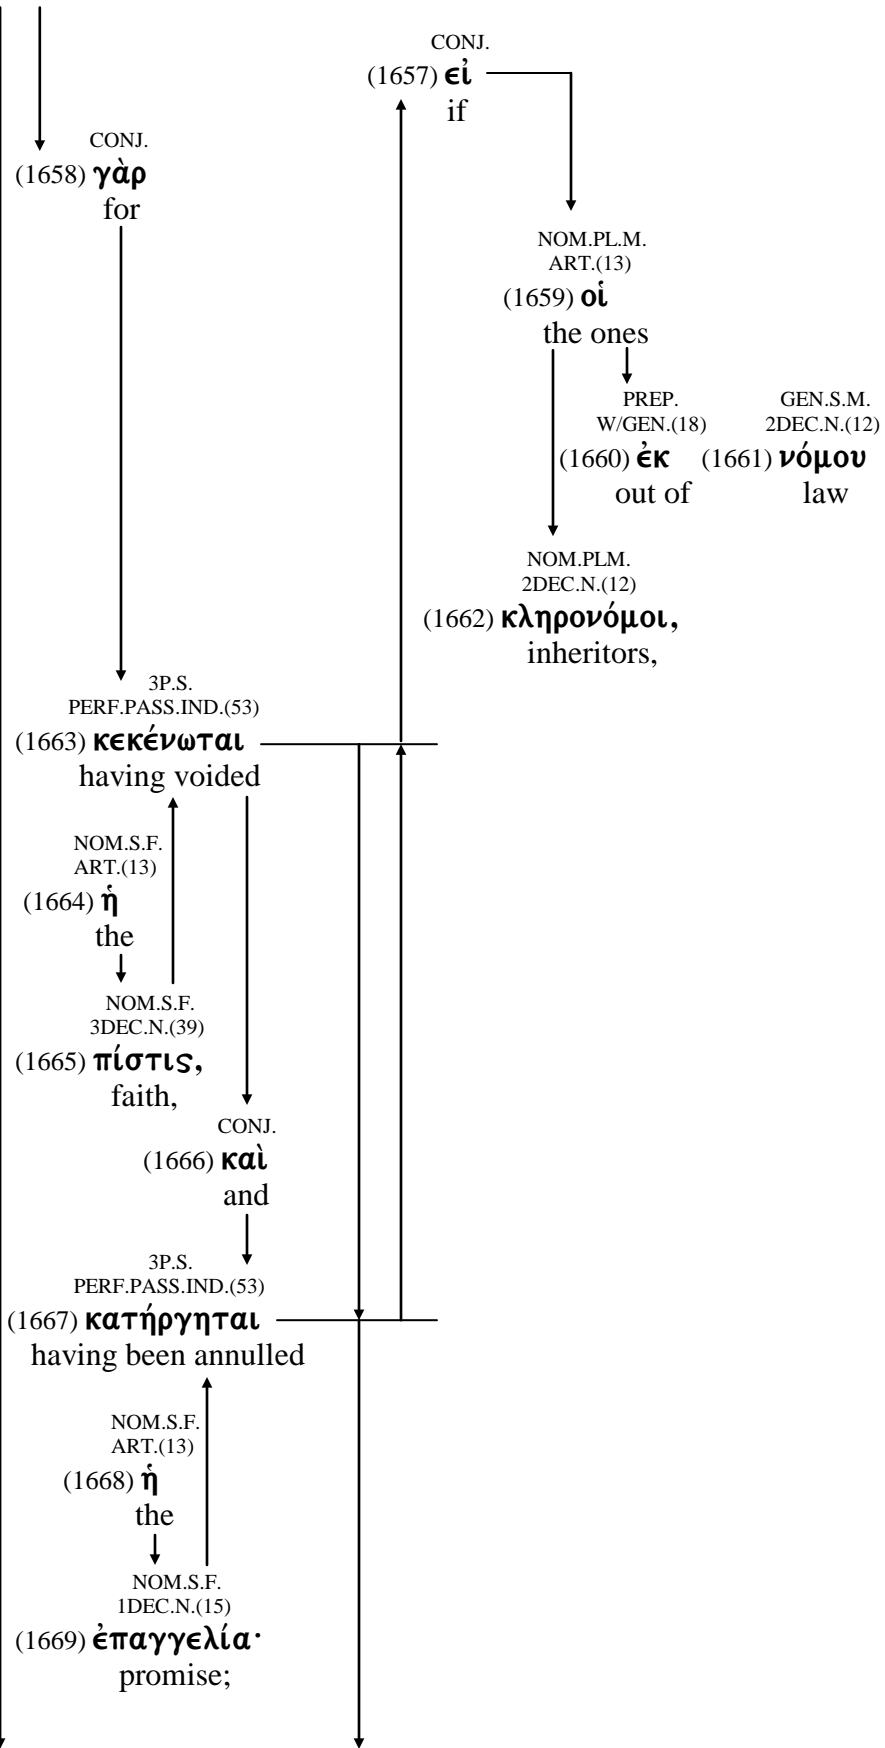 CONJ.
(1657) εἰ
if
CONJ.
(1658) γὰρ
for
NOM.PL.M.
ART.(13)
(1659) οἱ
the ones
PREP. GEN.S.M.
W/GEN.(18) 2DEC.N.(12)
(1660) ἐκ (1661) νόμου
out of law
NOM.PLM.
2DEC.N.(12)
(1662) κληρονόμοι,
inheritors,
3P.S.
PERF.PASS.IND.(53)
(1663) κεκένωται
having voided
NOM.S.F.
ART.(13)
(1664) ἡ
the
NOM.S.F.
3DEC.N.(39)
(1665) πίστις,
faith,
CONJ.
(1666) καὶ
and
3P.S.
PERF.PASS.IND.(53)
(1667) κατήργηται
having been annulled
NOM.S.F.
ART.(13)
(1668) ἡ
the
NOM.S.F.
1DEC.N.(15)
(1669) ἐπαγγελία·
promise;